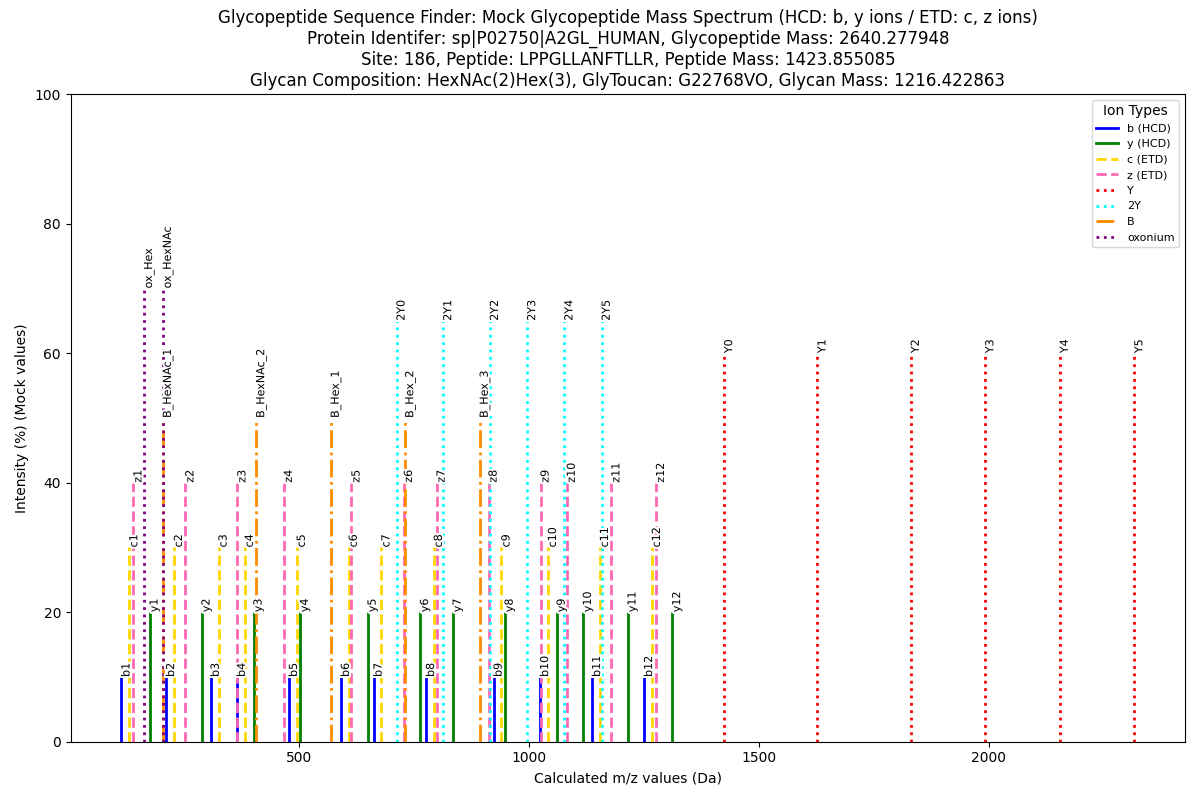 Glycopeptide Sequence Finder: Mock Glycopeptide Mass Spectrum (HCD: b, y ions / ETD: c, z ions)
Protein Identifer: sp|P02750|A2GL_HUMAN, Glycopeptide Mass: 2640.277948
Site: 186, Peptide: LPPGLLANFTLLR, Peptide Mass: 1423.855085
Glycan Composition: HexNAc(2)Hex(3), GlyToucan: G22768VO, Glycan Mass: 1216.422863
Intensity (%) (Mock values)
100
80
60
40
20
0
Ion Types
b (HCD)
y (HCD)
c (ETD)
z (ETD)
Y
2Y
B
oxonium
ox_Hex
ox_HexNAc
2Y0
2Y1
2Y2
2Y3
2Y4
2Y5
Y0
Y1
Y2
Y3
Y4
Y5
B_HexNAc_1
B_HexNAc_2
B_Hex_1
B_Hex_2
B_Hex_3
z1
z2
z3
z4
z5
z6
z7
z8
z9
z10
z11
z12
c1
c2
c3
c4
c5
c6
c7
c8
c9
c10
c11
c12
y1
y2
y3
y4
y5
y6
y7
y8
y9
y10
y11
y12
b1
b2
b3
b4
b5
b6
b7
b8
b9
b10
b11
b12
500
1000
1500
2000
Calculated m/z values (Da)